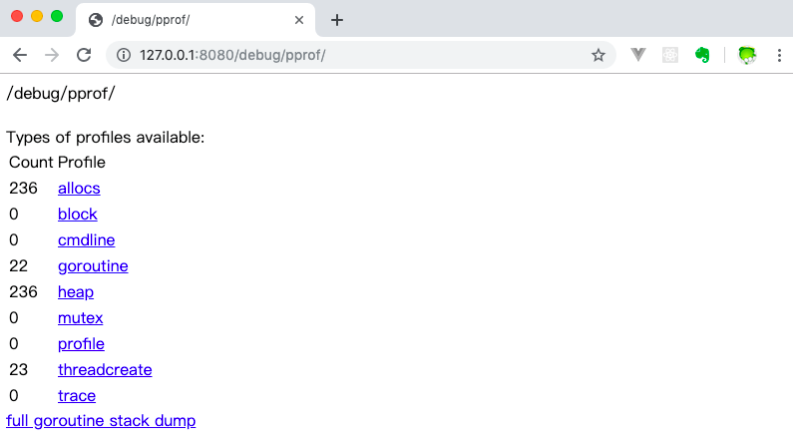 /debug/pprof/
127.0.0.1:8080/debug/pprof/
/debug/pprof/
Types of profiles available:
Count Profile
236 allocs
0 block
0 cmdline
22 goroutine
236 heap
0 mutex
0 profile
23 threadcreate
0 trace
full goroutine stack dump